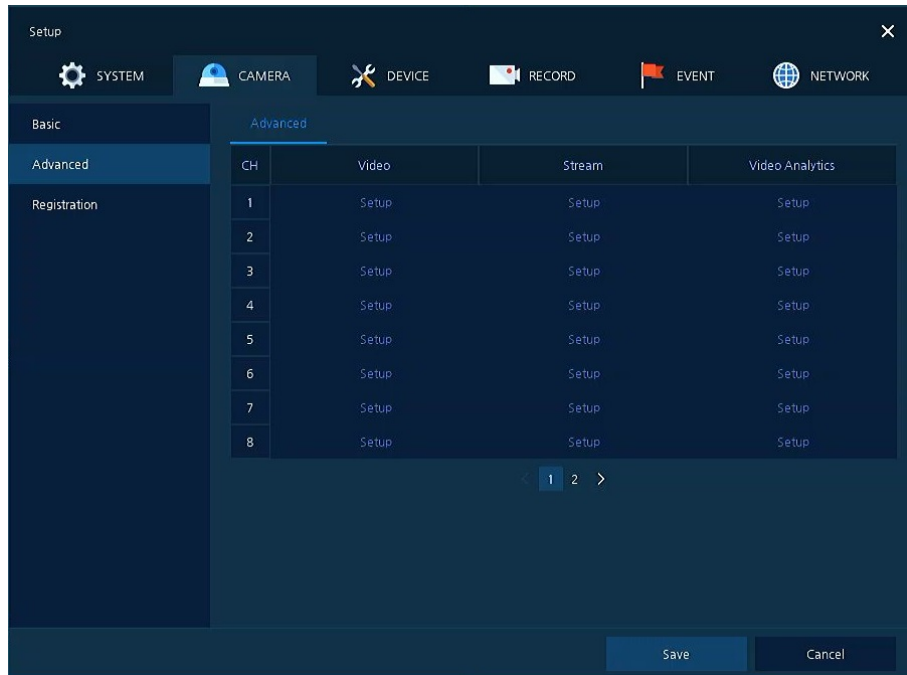 Setup
SYSTEM CAMERA DEVICE RECORD EVENT NETWORK
Basic
Advanced
Registration
Advanced
CH Video Stream Video Analytics
1 Setup Setup Setup
2 Setup Setup Setup
3 Setup Setup Setup
4 Setup Setup Setup
5 Setup Setup Setup
6 Setup Setup Setup
7 Setup Setup Setup
8 Setup Setup Setup
< 1 2 >
Save Cancel